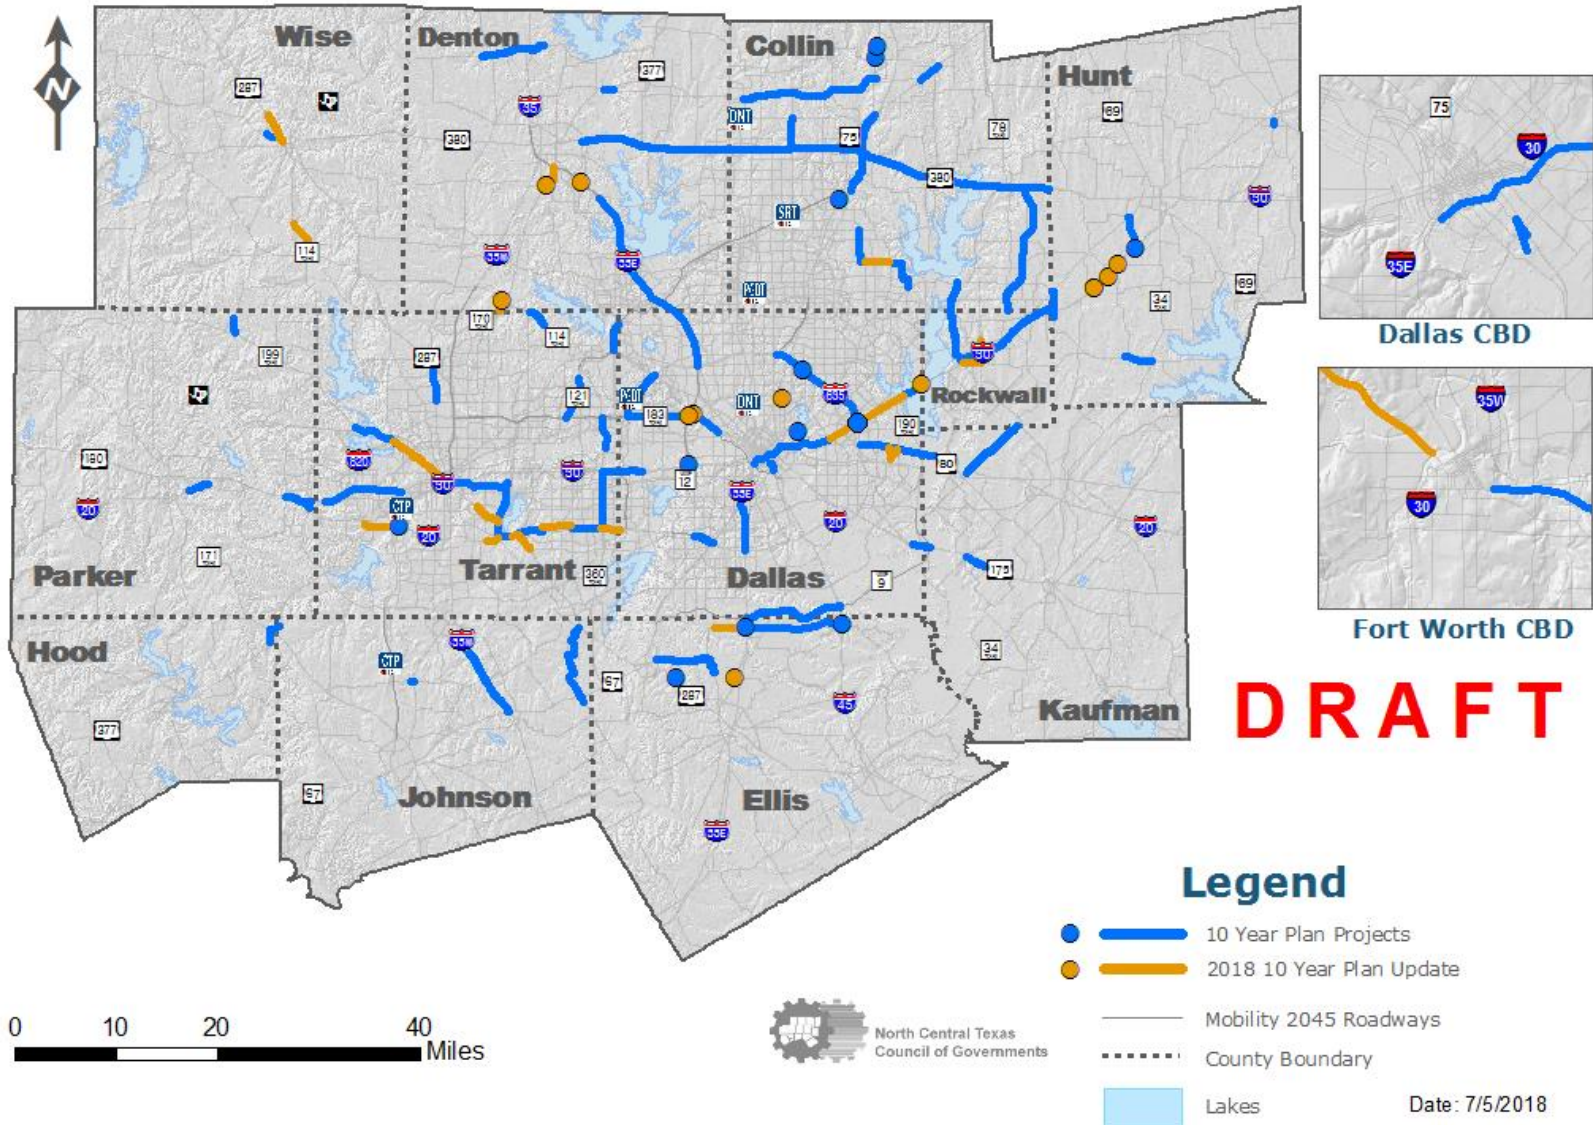 N
Wise
Denton
Collin
Hunt
287
377
35
DNT
69
75
380
75
78
30
380
SRT
30
114
35W
35E
35E
PGBT
69
Dallas CBD
34
170
114
199
287
30
121
PGBT
635
DNT
Rockwall
35W
183
190
180
820
80
30
30
12
20
CTP
35E
30
20
20
20
171
175
Parker
Tarrant
360
Dallas
9
Fort Worth CBD
Hood
35W
34
CTP
67
287
45
Kaufman
DRAFT
377
67
Johnson
Ellis
35E
Legend
10 Year Plan Projects
2018 10 Year Plan Update
Mobility 2045 Roadways
County Boundary
Lakes
Date: 7/5/2018
0 10 20 40
Miles
North Central Texas
Council of Governments